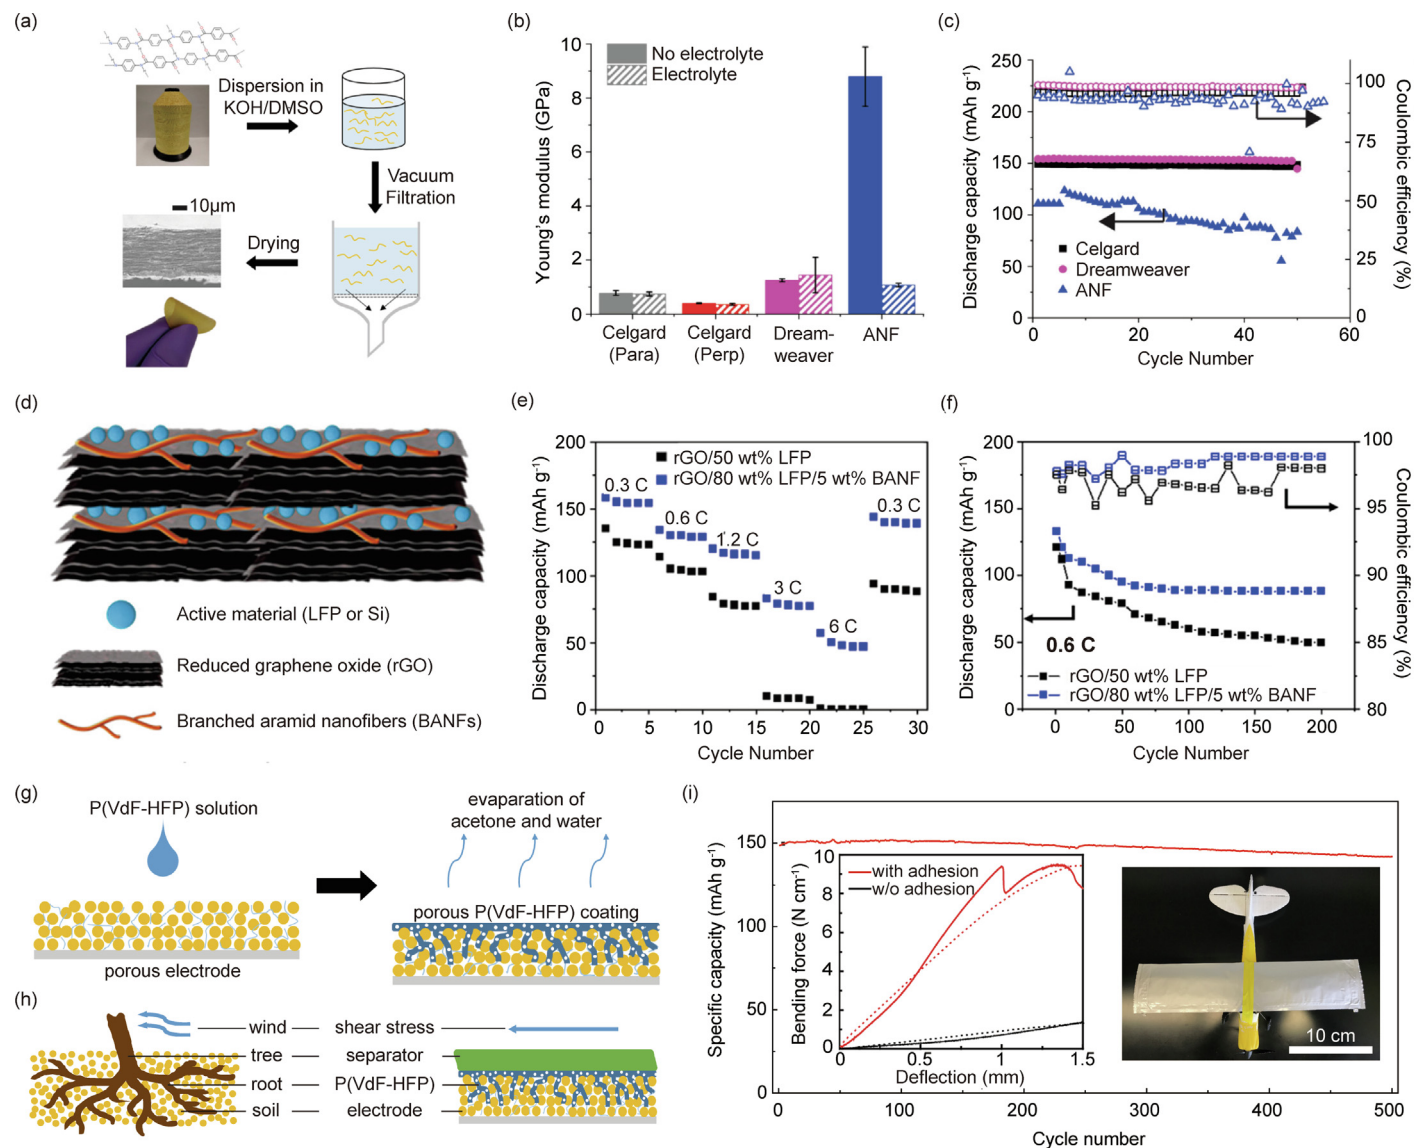 (a)
Dispersion in
KOH/DMSO
Vacuum
Filtration
10μm
Drying
(b)
Young's modulus (GPa)
10
8
6
4
2
0
No electrolyte
Electrolyte
Celgard
(Para)
Celgard
(Perp)
Dream-
weaver
ANF
(c)
Discharge capacity (mAh g⁻¹)
250
225
200
150
100
50
0
100
75
50
25
0
Coulombic efficiency (%)
Celgard
Dreamweaver
ANF
0 20 40 60
Cycle Number
(d)
Active material (LFP or Si)
Reduced graphene oxide (rGO)
Branched aramid nanofibers (BANFs)
(e)
Discharge capacity (mAh g⁻¹)
200
150
100
50
0
rGO/50 wt% LFP
rGO/80 wt% LFP/5 wt% BANF
0.3 C
0.6 C
1.2 C
3 C
6 C
0.3 C
0 5 10 15 20 25 30
Cycle Number
(f)
Discharge capacity (mAh g⁻¹)
200
150
100
50
0
100
95
90
85
80
Coulombic efficiency
(%)
0.6 C
rGO/50 wt% LFP
rGO/80 wt% LFP/5 wt% BANF
0 50 100 150 200
Cycle Number
(g)
P(VdF-HFP) solution
porous electrode
evaparation of
acetone and water
porous P(VdF-HFP) coating
(h)
wind
shear stress
tree
separator
root
P(VdF-HFP)
soil
electrode
(i)
Specific capacity (mAh g⁻¹)
150
100
50
0
Bending force (N cm⁻¹)
10
8
6
4
2
0
with adhesion
w/o adhesion
0 0.5 1.0 1.5
Deflection (mm)
10 cm
0 100 200 300 400 500
Cycle number